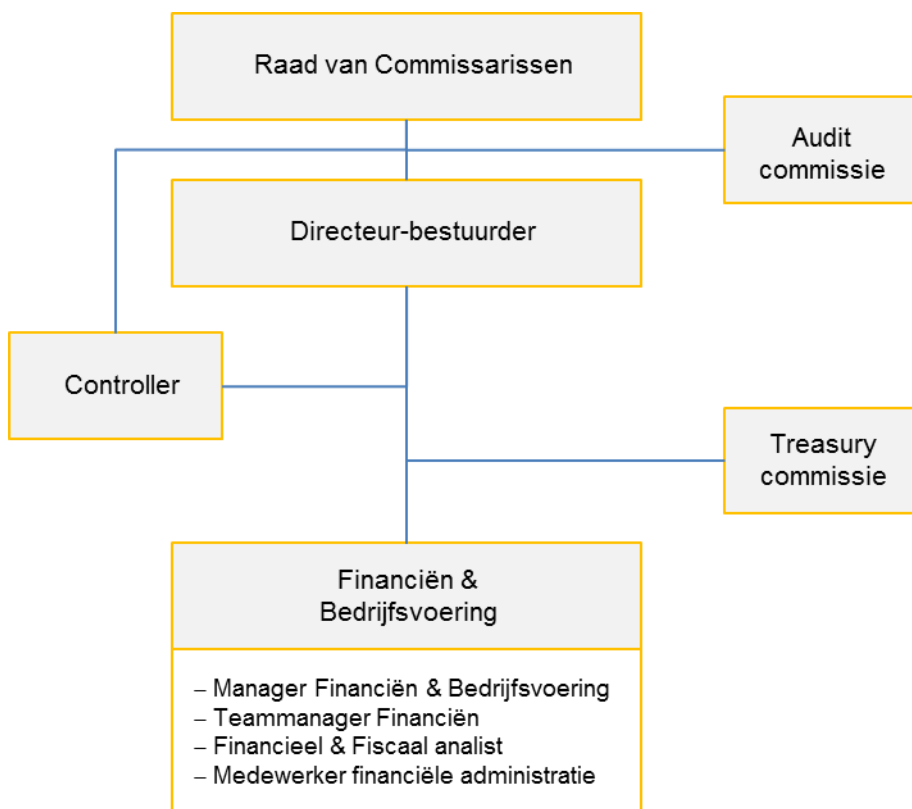 Raad van Commissarissen
Audit
commissie
Directeur-bestuurder
Controller
Treasury
commissie
Financiën &
Bedrijfsvoering
– Manager Financiën & Bedrijfsvoering
– Teammanager Financiën
– Financieel & Fiscaal analist
– Medewerker financiële administratie